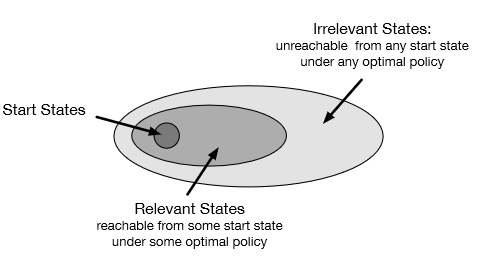 Irrelevant States:
unreachable from any start state
under any optimal policy
Start States
Relevant States
reachable from some start state
under some optimal policy